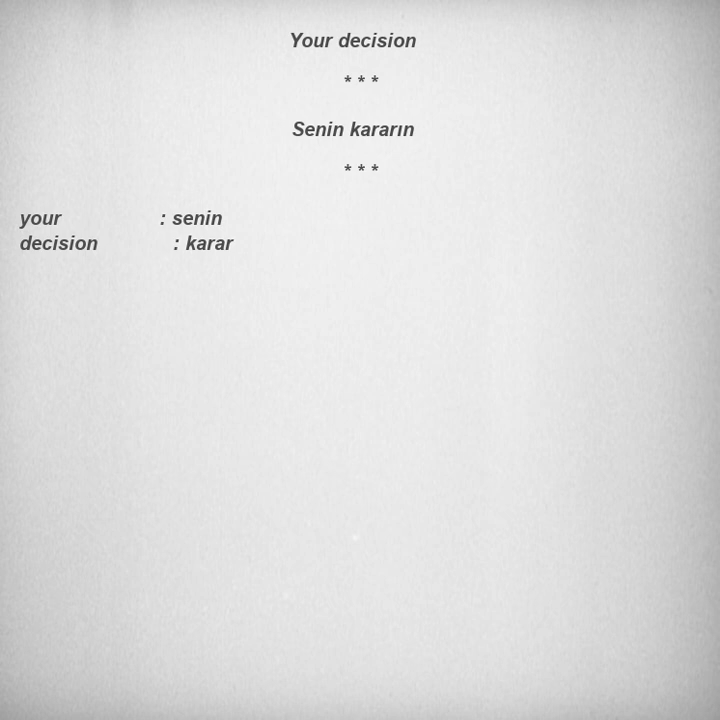 Your decision
* * *
Senin kararın
* * *
your : senin
decision : karar